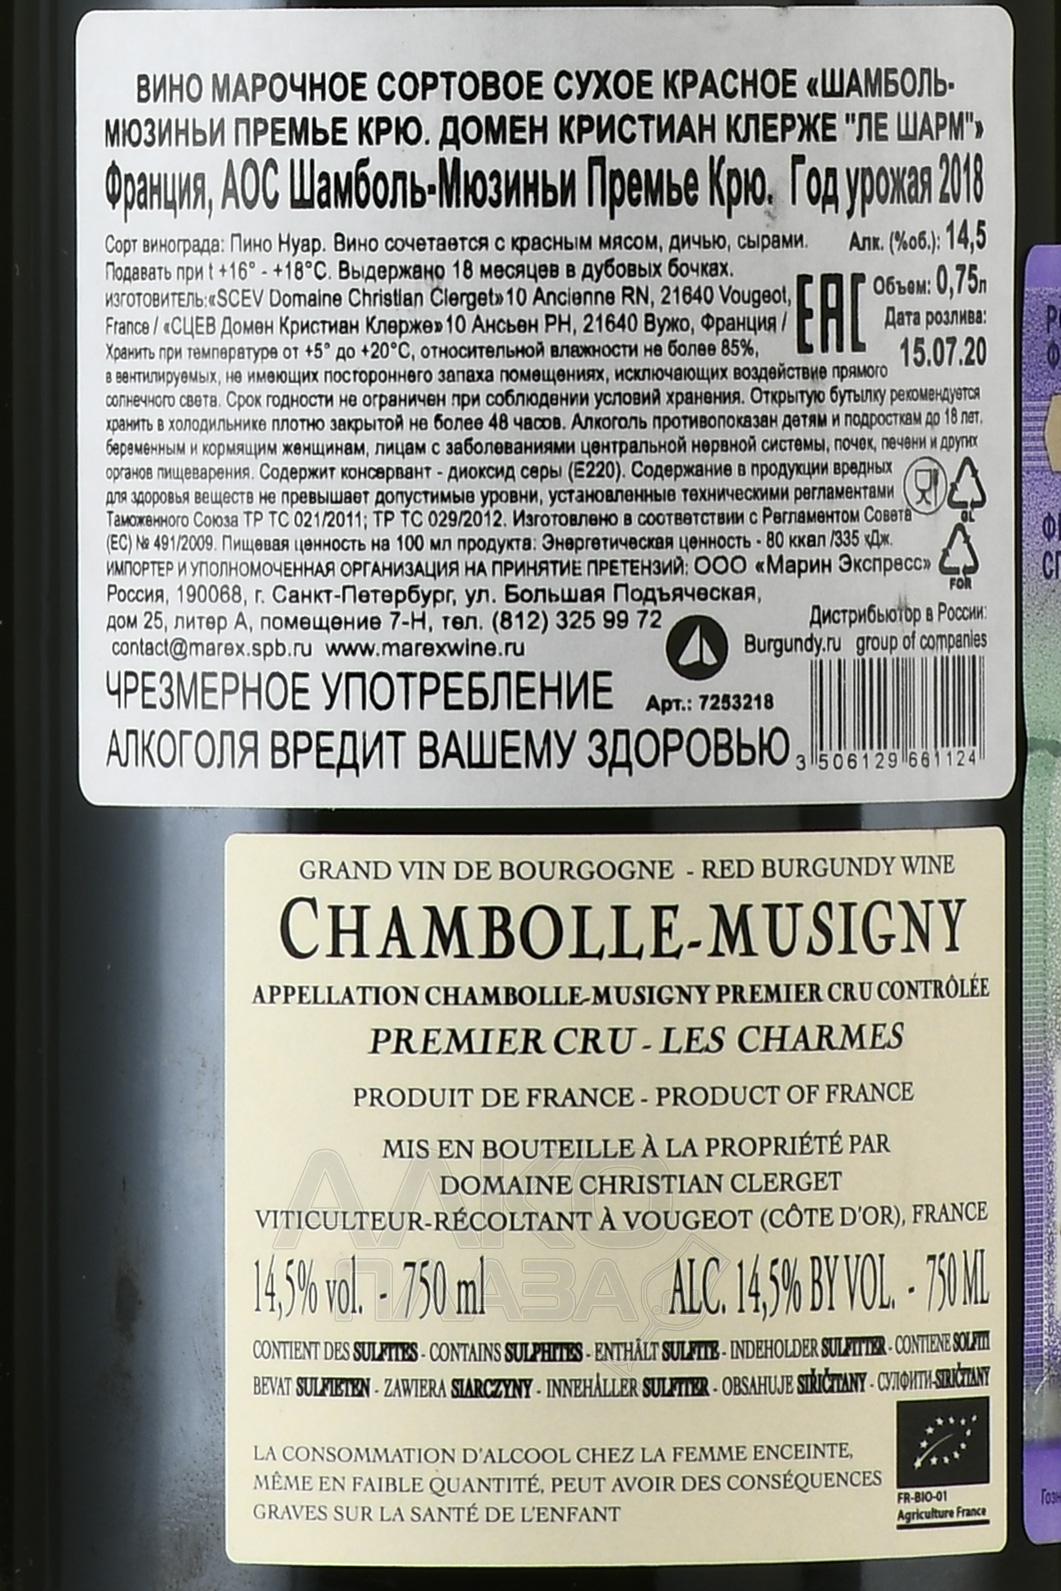 ВИНО МАРОЧНОЕ СОРТОВОЕ СУХОЕ КРАСНОЕ «ШАМБОЛЬ-
МЮЗИНЬИ ПРЕМЬЕ КРЮ. ДОМЕН КРИСТИАН КЛЕРЖЕ "ЛЕ ШАРМ"»
Франция, АОС Шамболь-Мюзиньи Премье Крю. Год урожая 2018
Сорт винограда: Пино Нуар. Вино сочетается с красным мясом, дичью, сырами. Алк. (%об.): 14,5
Подавать при t +16° - +18°С. Выдержано 18 месяцев в дубовых бочках.
ИЗГОТОВИТЕЛЬ:«SCEV Domaine Christian Clerget»10 Ancienne RN, 21640 Vougeot, EAC Объем: 0,75л
France / «СЦЕВ Домен Кристиан Клерже»10 Ансьен РН, 21640 Вужо, Франция / Дата розлива:
Хранить при температуре от +5° до +20°С, относительной влажности не более 85%, 15.07.20
в вентилируемых, не имеющих постороннего запаха помещениях, исключающих воздействие прямого
солнечного света. Срок годности не ограничен при соблюдении условий хранения. Открытую бутылку рекомендуется
хранить в холодильнике плотно закрытой не более 48 часов. Алкоголь противопоказан детям и подросткам до 18 лет,
беременным и кормящим женщинам, лицам с заболеваниями центральной нервной системы, почек, печени и других
органов пищеварения. Содержит консервант - диоксид серы (Е220). Содержание в продукции вредных
для здоровья веществ не превышает допустимые уровни, установленные техническими регламентами
Таможенного Союза ТР ТС 021/2011; ТР ТС 029/2012. Изготовлено в соответствии с Регламентом Совета GL
(ЕС) № 491/2009. Пищевая ценность на 100 мл продукта: Энергетическая ценность - 80 ккал /335 кДж.
ИМПОРТЕР И УПОЛНОМОЧЕННАЯ ОРГАНИЗАЦИЯ НА ПРИНЯТИЕ ПРЕТЕНЗИЙ: ООО «Марин Экспресс»
FOR
Россия, 190068, г. Санкт-Петербург, ул. Большая Подъяческая,
дом 25, литер А, помещение 7-Н, тел. (812) 325 99 72 Дистрибьютор в России:
contact@marex.spb.ru www.marexwine.ru Burgundy.ru group of companies
ЧРЕЗМЕРНОЕ УПОТРЕБЛЕНИЕ Арт.: 7253218
АЛКОГОЛЯ ВРЕДИТ ВАШЕМУ ЗДОРОВЬЮ 3 506129 661124
GRAND VIN DE BOURGOGNE - RED BURGUNDY WINE
CHAMBOLLE-MUSIGNY
APPELLATION CHAMBOLLE-MUSIGNY PREMIER CRU CONTRÔLÉE
PREMIER CRU - LES CHARMES
PRODUIT DE FRANCE - PRODUCT OF FRANCE
MIS EN BOUTEILLE À LA PROPRIÉTÉ PAR
DOMAINE CHRISTIAN CLERGET
VITICULTEUR-RÉCOLTANT À VOUGEOT (CÔTE D'OR), FRANCE
АЛКО
ПЛАЗА
14,5% vol. - 750 ml ALC. 14,5% BY VOL. - 750 ML
CONTIENT DES SULFITES - CONTAINS SULPHITES - ENTHÄLT SULFITE - INDEHOLDER SULFITTER - CONTIENE SOLFITI
BEVAT SULFIETEN - ZAWIERA SIARCZYNY - INNEHÅLLER SULFITER - OBSAHUJE SIŘIČITANY - СУЛФИТИ-SIRIČITANY
LA CONSOMMATION D'ALCOOL CHEZ LA FEMME ENCEINTE,
MÊME EN FAIBLE QUANTITÉ, PEUT AVOIR DES CONSÉQUENCES
GRAVES SUR LA SANTÉ DE L'ENFANT
FR-BIO-01
Agriculture France